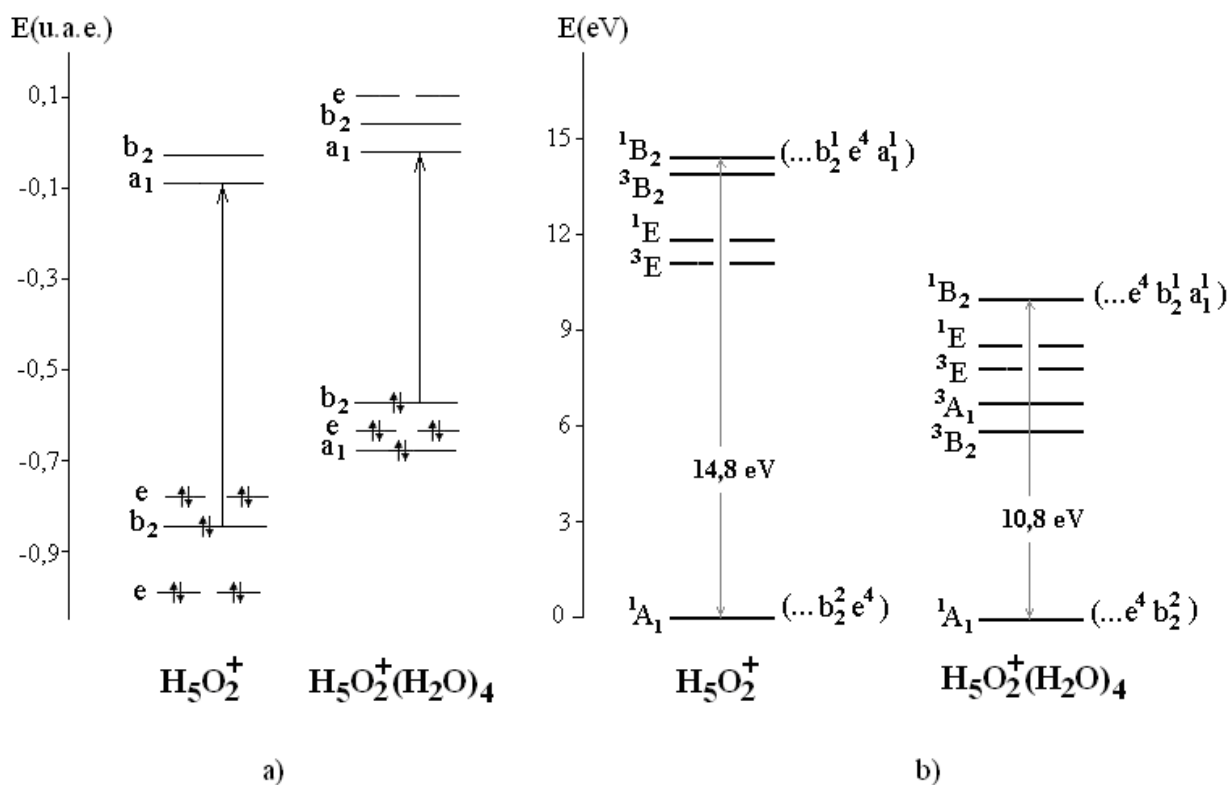 E(u.a.e.)
0,1
-0,1
-0,3
-0,5
-0,7
-0,9
b₂
a₁
e
b₂
e
H₅O₂⁺
e
b₂
a₁
b₂
e
a₁
H₅O₂⁺(H₂O)₄
a)
E(eV)
15
12
9
6
3
0
¹B₂ (...b₂¹ e⁴ a₁¹)
³B₂
¹E
³E
14,8 eV
¹A₁ (...b₂² e⁴)
H₅O₂⁺
¹B₂ (...e⁴ b₂¹ a₁¹)
¹E
³E
³A₁
³B₂
10,8 eV
¹A₁ (...e⁴ b₂²)
H₅O₂⁺(H₂O)₄
b)